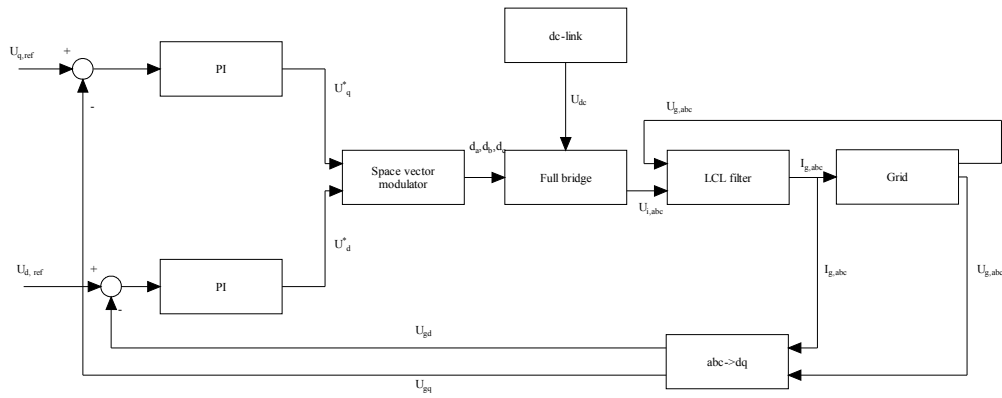 dc-link
U_q,ref
+
PI
-
U*_q
U_dc
U_g,abc
d_a,d_b,d_c
Space vector
modulator
Full bridge
LCL filter
I_g,abc
Grid
U_i,abc
U*_d
U_d, ref
+
PI
-
I_g,abc
U_g,abc
U_gd
abc->dq
U_gq